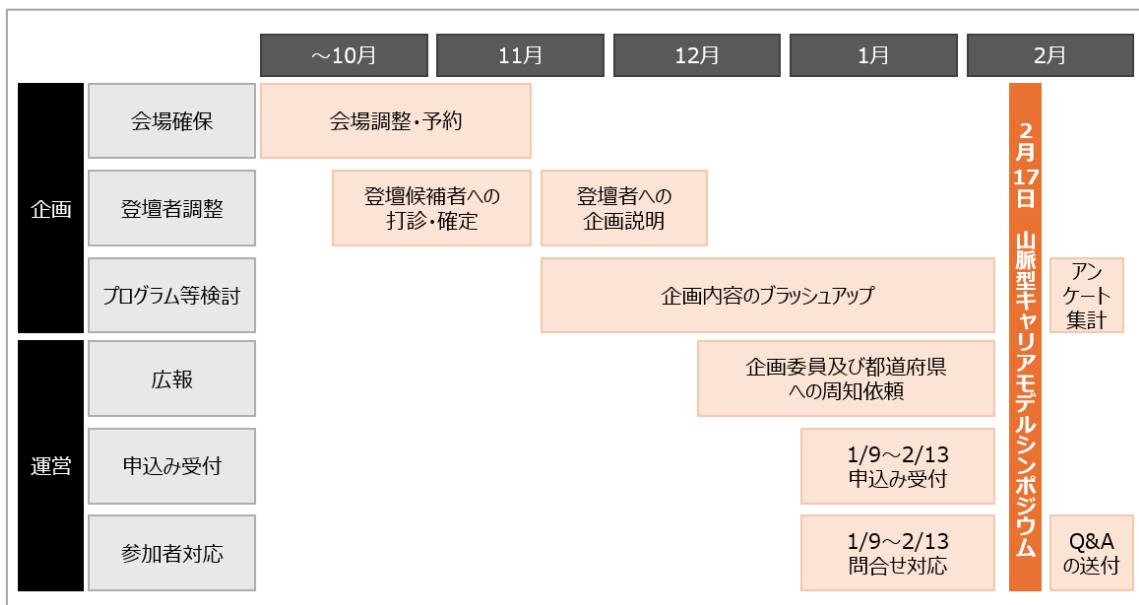 ～10月
11月
12月
1月
2月
企画
会場確保
会場調整・予約
登壇者調整
登壇候補者への
打診・確定
登壇者への
企画説明
プログラム等検討
企画内容のブラッシュアップ
アン
ケート
集計
運営
広報
企画委員及び都道府県
への周知依頼
申込み受付
1/9～2/13
申込み受付
参加者対応
1/9～2/13
問合せ対応
Q&A
の送付
2月17日　山脈型キャリアモデルシンポジウム